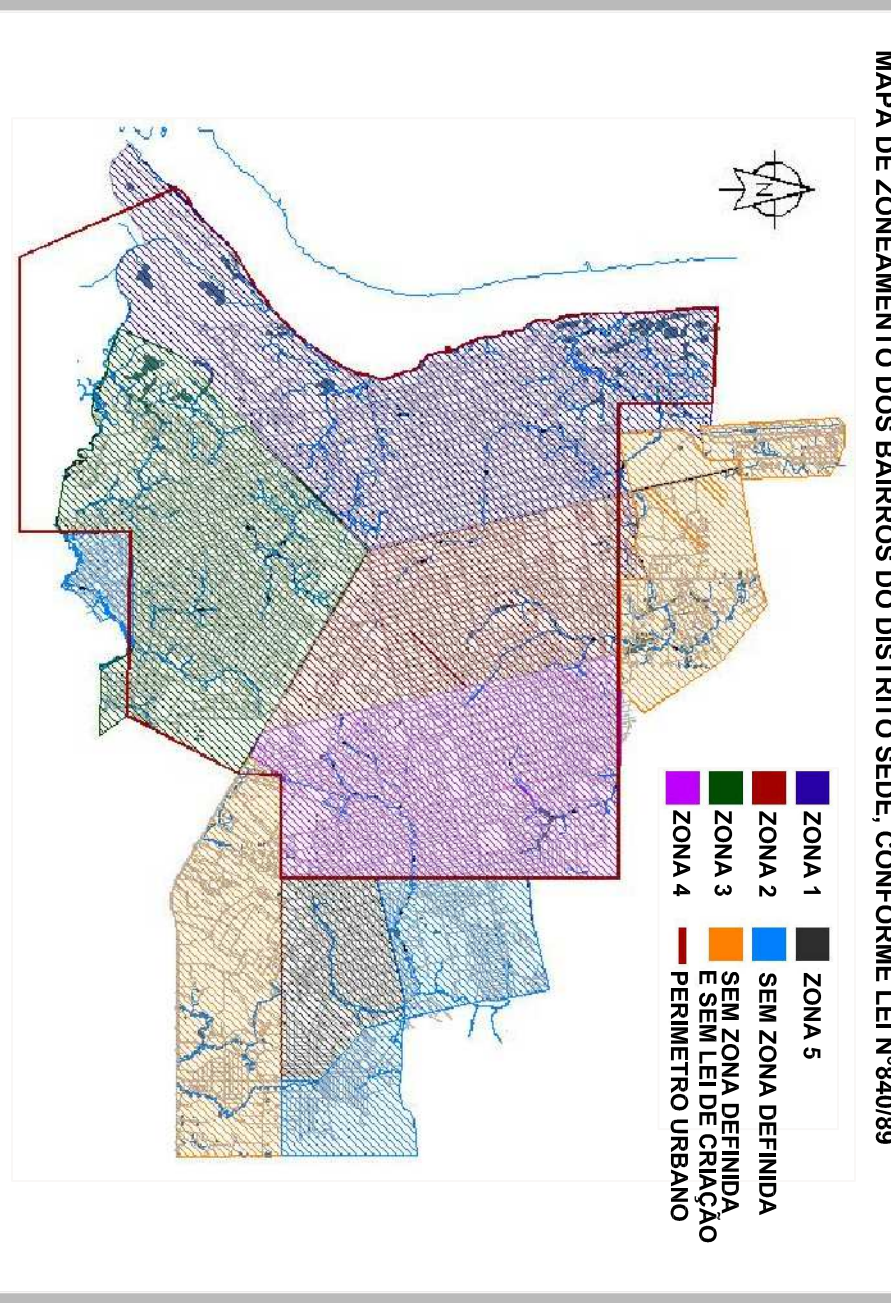 MAPA DE ZONEAMENTO DOS BAIRROS DO DISTRITO SEDE, CONFORME LEI N°840/89
N
ZONA 1
ZONA 2
ZONA 3
ZONA 4
ZONA 5
SEM ZONA DEFINIDA
SEM ZONA DEFINIDA
E SEM LEI DE CRIAÇÃO
PERIMETRO URBANO